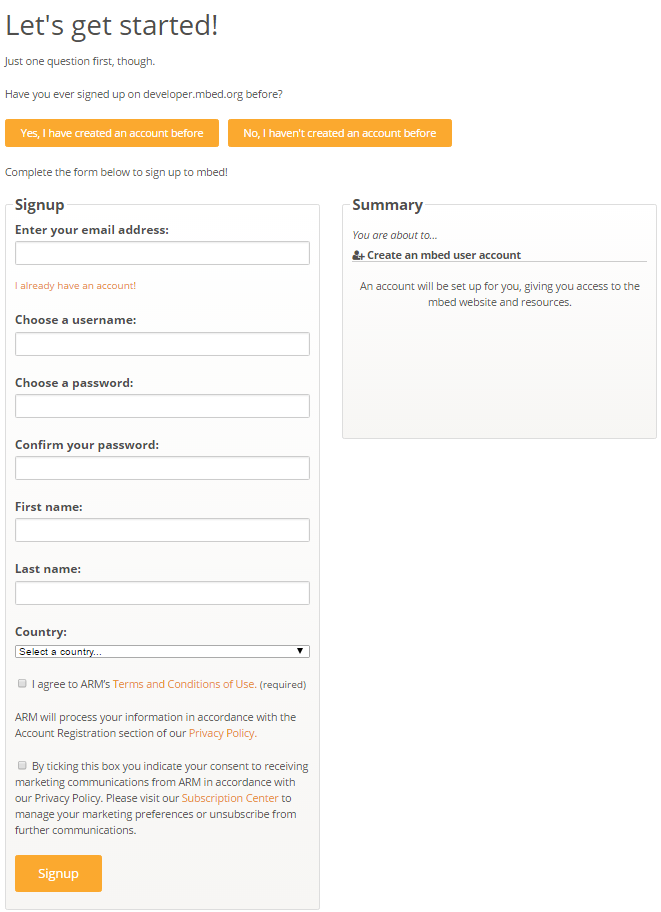 Let's get started!
Just one question first, though.
Have you ever signed up on developer.mbed.org before?
Yes, I have created an account before
No, I haven't created an account before
Complete the form below to sign up to mbed!
Signup
Enter your email address:
I already have an account!
Choose a username:
Choose a password:
Confirm your password:
First name:
Last name:
Country:
Select a country...
I agree to ARM's Terms and Conditions of Use. (required)
ARM will process your information in accordance with the
Account Registration section of our Privacy Policy.
By ticking this box you indicate your consent to receiving
marketing communications from ARM in accordance with
our Privacy Policy. Please visit our Subscription Center to
manage your marketing preferences or unsubscribe from
further communications.
Signup
Summary
You are about to...
Create an mbed user account
An account will be set up for you, giving you access to the
mbed website and resources.